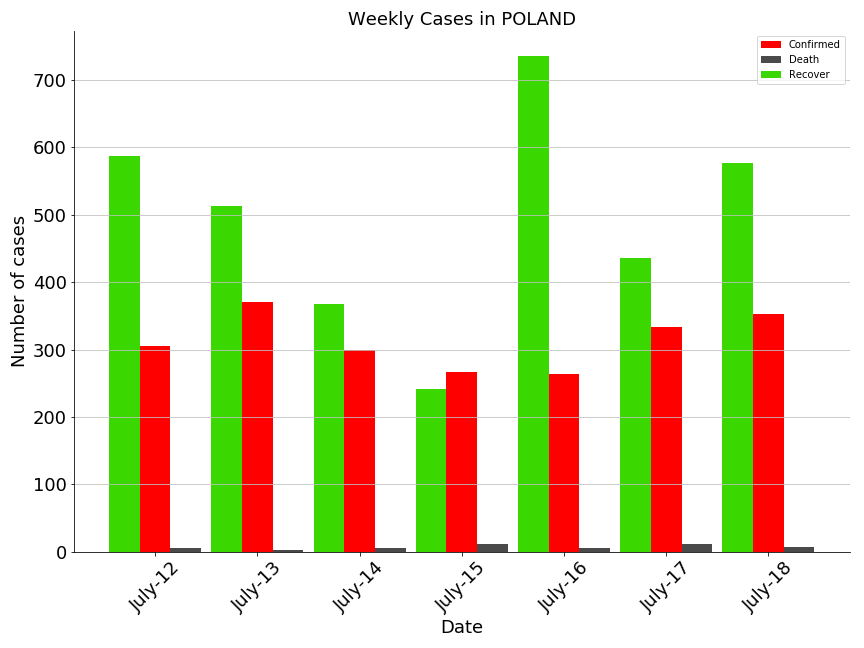 Weekly Cases in POLAND
Confirmed
Death
Recover
Number of cases
700
600
500
400
300
200
100
0
July-12
July-13
July-14
July-15
July-16
July-17
July-18
Date